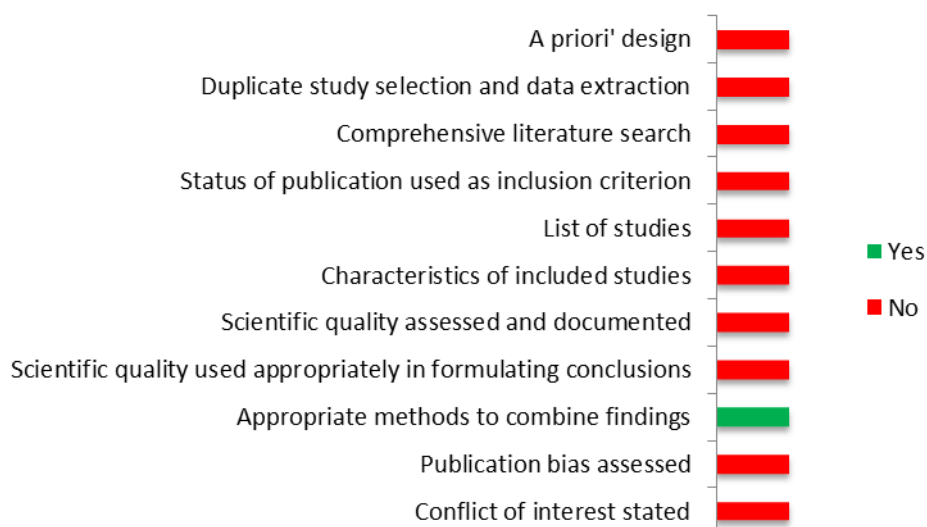 A priori' design
Duplicate study selection and data extraction
Comprehensive literature search
Status of publication used as inclusion criterion
List of studies
Characteristics of included studies
Scientific quality assessed and documented
Scientific quality used appropriately in formulating conclusions
Appropriate methods to combine findings
Publication bias assessed
Conflict of interest stated
Yes
No